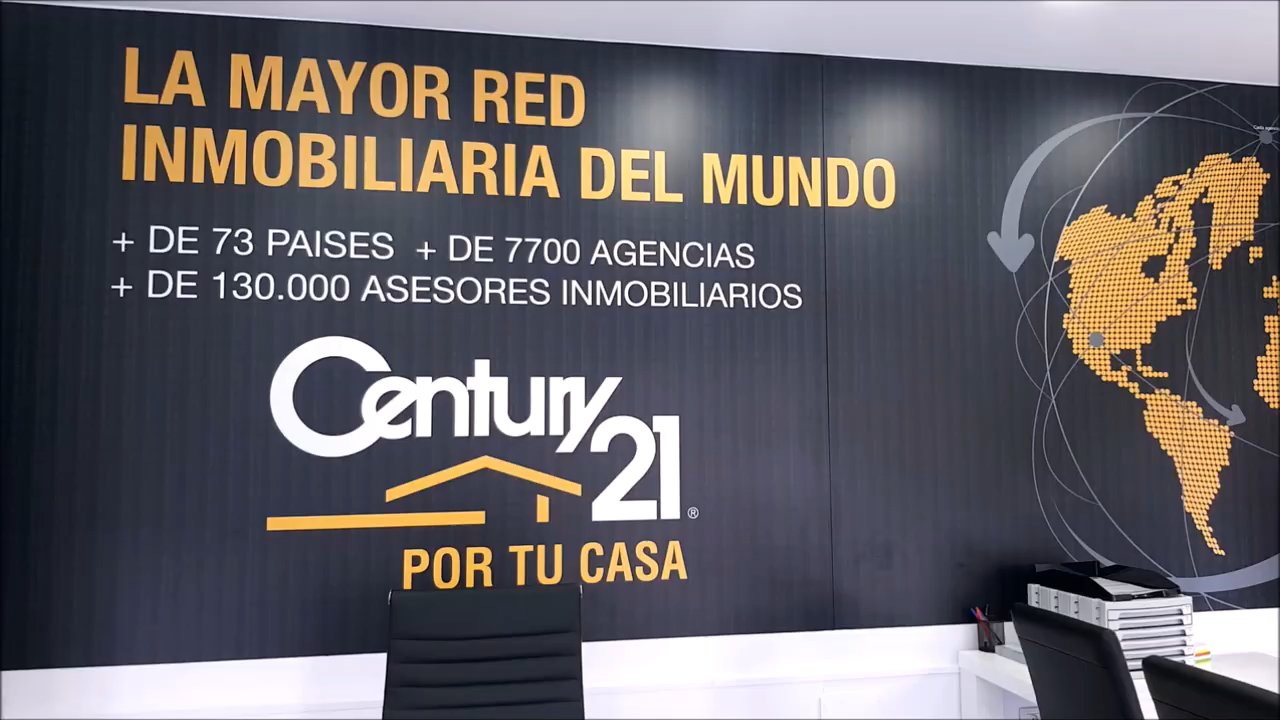 LA MAYOR RED
INMOBILIARIA DEL MUNDO
+ DE 73 PAISES + DE 7700 AGENCIAS
+ DE 130.000 ASESORES INMOBILIARIOS
Century
21®
POR TU CASA